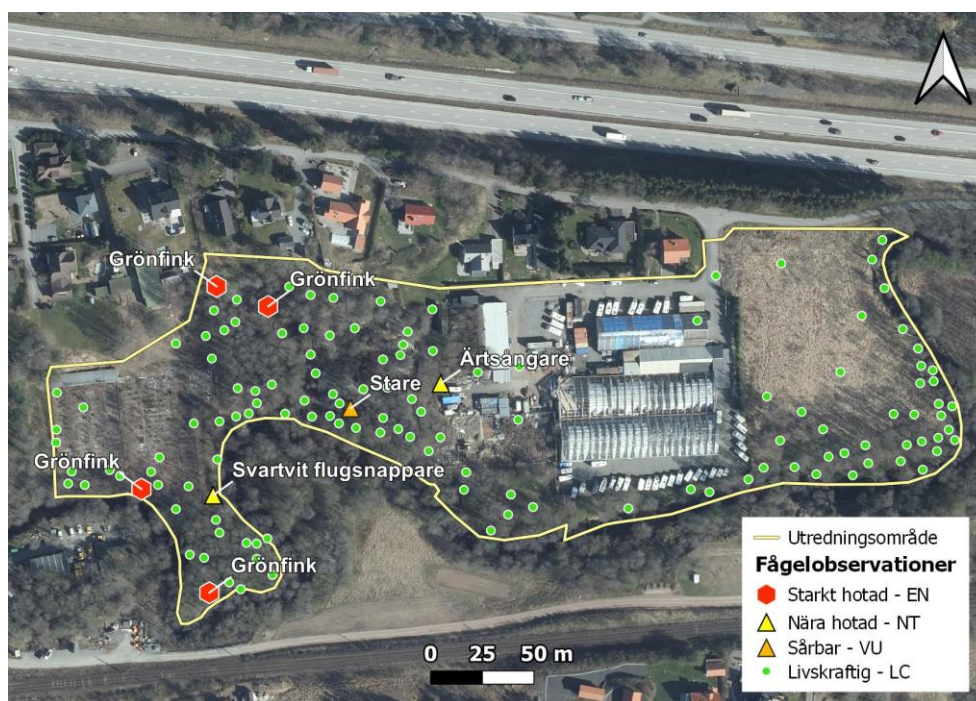 Grönfink
Grönfink
Ärtsångare
Stare
Grönfink
Svartvit flugsnappare
Grönfink
0 25 50 m
Utredningsområde
Fågelobservationer
Starkt hotad - EN
Nära hotad - NT
Sårbar - VU
Livskraftig - LC